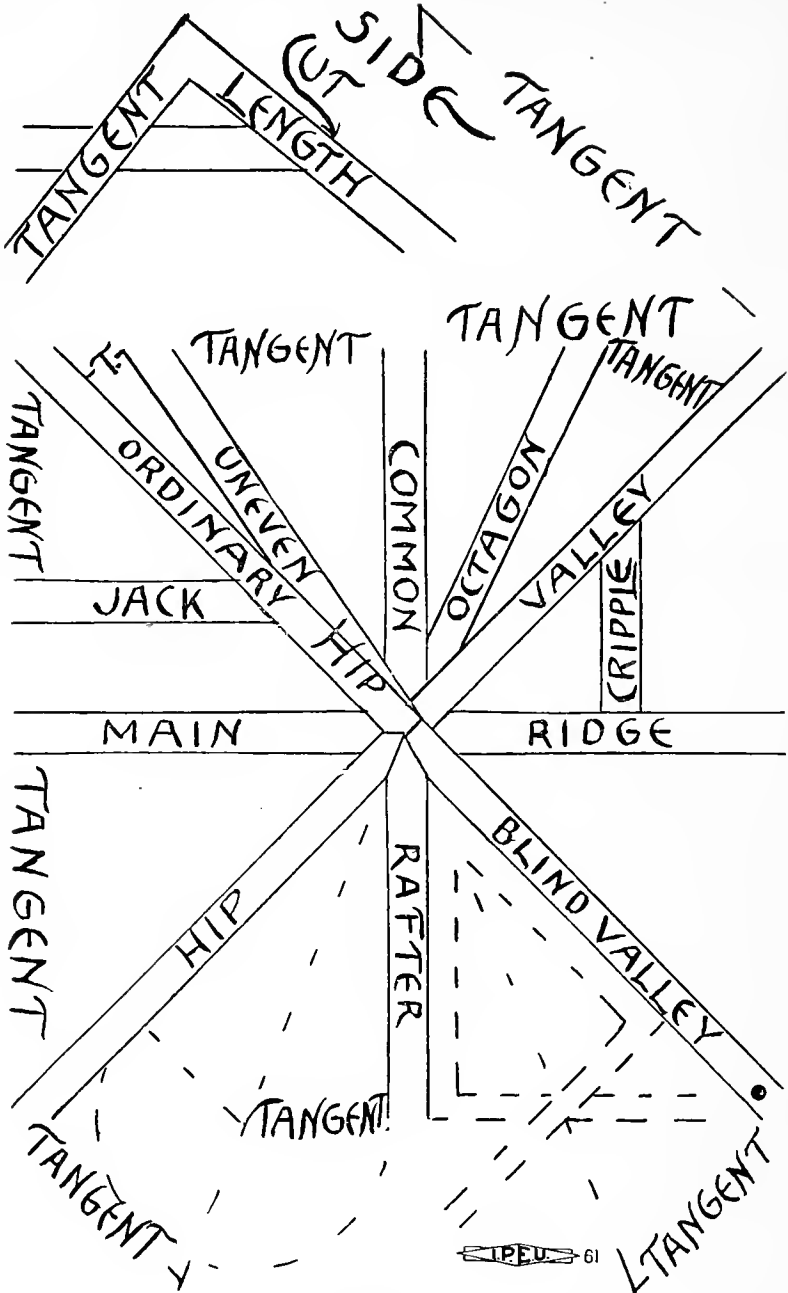 SIDE
CUT
TANGENT
LENGTH
TANGENT
TANGENT
TANGENT
TANGENT
T.
TANGENT
ORDINARY HIP
UNEVEN
COMMON
OCTAGON
VALLEY
CRIPPLE
JACK
MAIN
RIDGE
TANGENT
HIP
RAFTER
BLIND VALLEY
TANGENT
TANGENT
TANGENT
I.P.E.U. 61